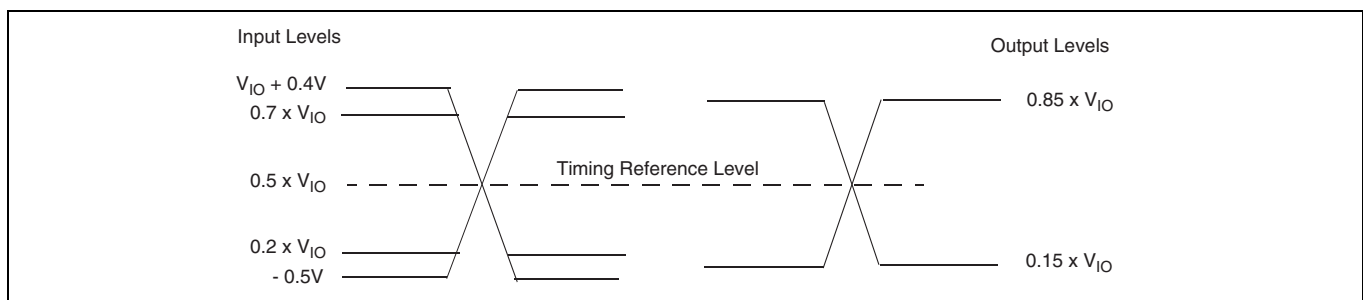 Input Levels
Output Levels
V_IO + 0.4V
0.7 x V_IO
0.85 x V_IO
Timing Reference Level
0.5 x V_IO
0.2 x V_IO
0.15 x V_IO
- 0.5V